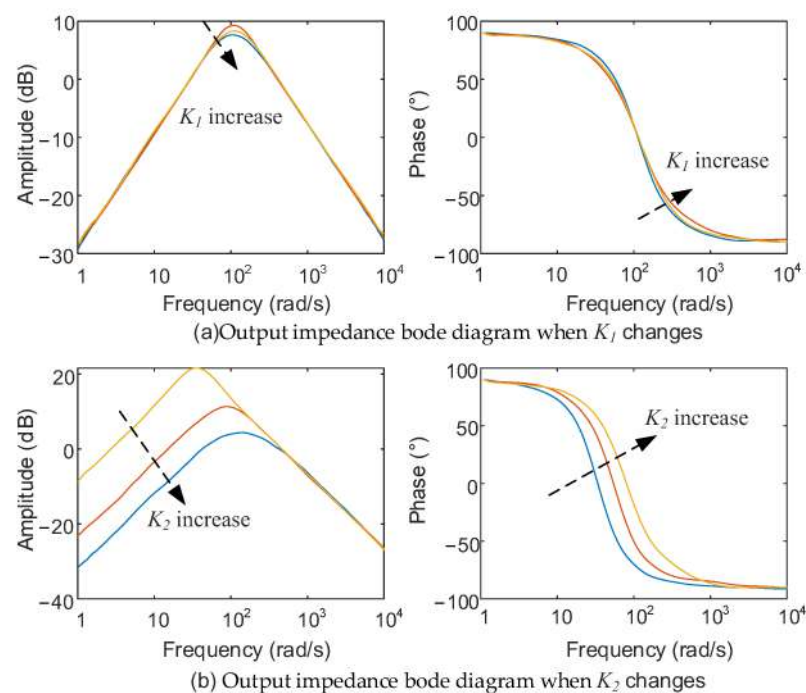 10
0
−10
−20
−30
Amplitude (dB)
K1 increase
1 10 10² 10³ 10⁴
Frequency (rad/s)
100
50
0
−50
−100
Phase (°)
K1 increase
1 10 10² 10³ 10⁴
Frequency (rad/s)
(a)Output impedance bode diagram when K1 changes
20
0
−20
−40
Amplitude (dB)
K2 increase
1 10 10² 10³ 10⁴
Frequency (rad/s)
100
50
0
−50
−100
Phase (°)
K2 increase
1 10 10² 10³ 10⁴
Frequency (rad/s)
(b) Output impedance bode diagram when K2 changes